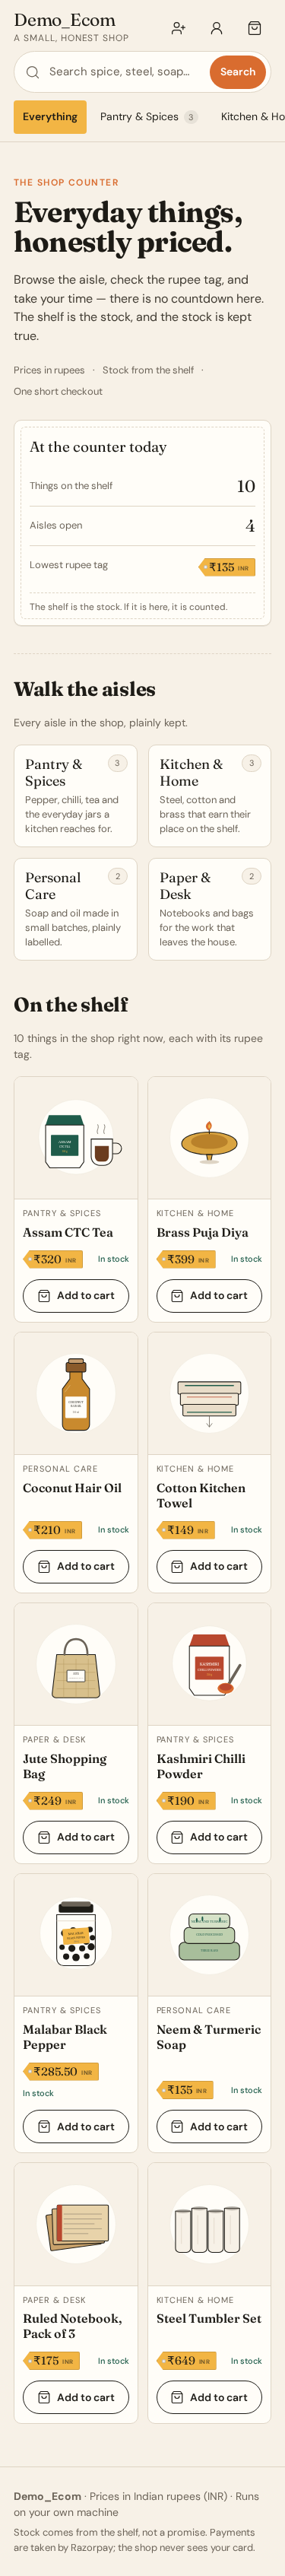 Demo_Ecom
A SMALL, HONEST SHOP
Search spice, steel, soap...
Search
Everything
Pantry & Spices 3
Kitchen & Ho
THE SHOP COUNTER
Everyday things,
honestly priced.
Browse the aisle, check the rupee tag, and
take your time — there is no countdown here.
The shelf is the stock, and the stock is kept
true.
Prices in rupees · Stock from the shelf ·
One short checkout
At the counter today
Things on the shelf 10
Aisles open 4
Lowest rupee tag ₹135 INR
The shelf is the stock. If it is here, it is counted.
Walk the aisles
Every aisle in the shop, plainly kept.
Pantry &
Spices
3
Pepper, chilli, tea and
the everyday jars a
kitchen reaches for.
Kitchen &
Home
3
Steel, cotton and
brass that earn their
place on the shelf.
Personal
Care
2
Soap and oil made in
small batches, plainly
labelled.
Paper &
Desk
2
Notebooks and bags
for the work that
leaves the house.
On the shelf
10 things in the shop right now, each with its rupee
tag.
PANTRY & SPICES
Assam CTC Tea
₹320 INR In stock
Add to cart
KITCHEN & HOME
Brass Puja Diya
₹399 INR In stock
Add to cart
PERSONAL CARE
Coconut Hair Oil
₹210 INR In stock
Add to cart
KITCHEN & HOME
Cotton Kitchen
Towel
₹149 INR In stock
Add to cart
PAPER & DESK
Jute Shopping
Bag
₹249 INR In stock
Add to cart
PANTRY & SPICES
Kashmiri Chilli
Powder
₹190 INR In stock
Add to cart
PANTRY & SPICES
Malabar Black
Pepper
₹285.50 INR
In stock
Add to cart
PERSONAL CARE
Neem & Turmeric
Soap
₹135 INR In stock
Add to cart
PAPER & DESK
Ruled Notebook,
Pack of 3
₹175 INR In stock
Add to cart
KITCHEN & HOME
Steel Tumbler Set
₹649 INR In stock
Add to cart
Demo_Ecom · Prices in Indian rupees (INR) · Runs
on your own machine
Stock comes from the shelf, not a promise. Payments
are taken by Razorpay; the shop never sees your card.